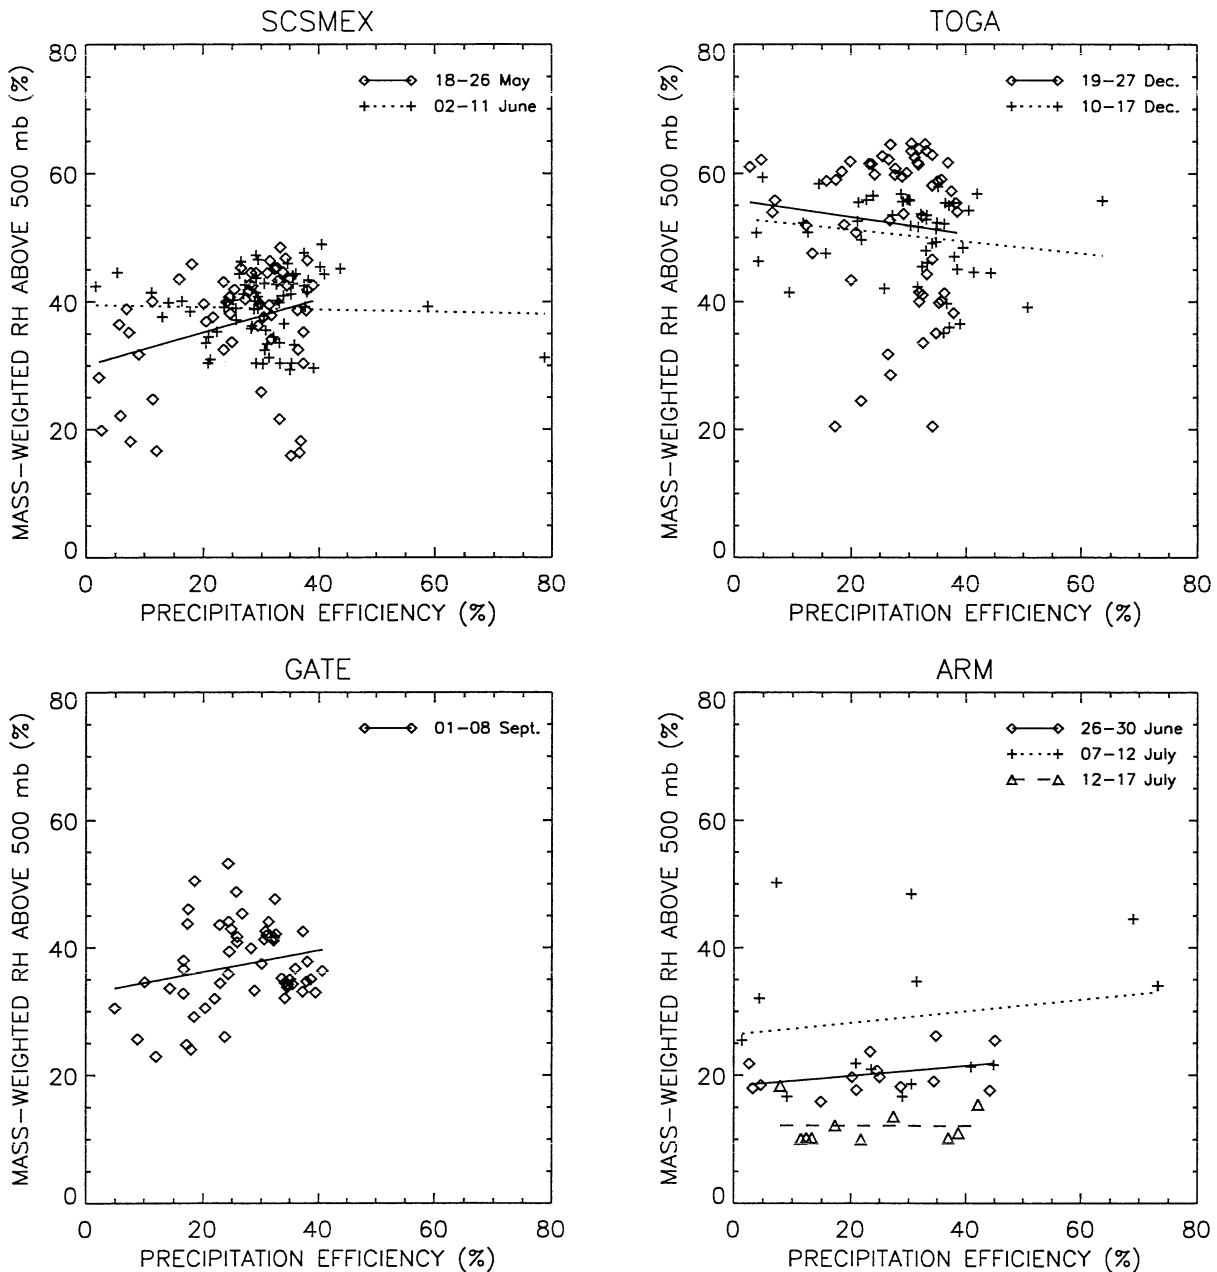 SCSMEX
MASS-WEIGHTED RH ABOVE 500 mb (%)
80
60
40
20
0
18-26 May
02-11 June
0 20 40 60 80
PRECIPITATION EFFICIENCY (%)
TOGA
MASS-WEIGHTED RH ABOVE 500 mb (%)
80
60
40
20
0
19-27 Dec.
10-17 Dec.
0 20 40 60 80
PRECIPITATION EFFICIENCY (%)
GATE
MASS-WEIGHTED RH ABOVE 500 mb (%)
80
60
40
20
0
01-08 Sept.
0 20 40 60 80
PRECIPITATION EFFICIENCY (%)
ARM
MASS-WEIGHTED RH ABOVE 500 mb (%)
80
60
40
20
0
26-30 June
07-12 July
12-17 July
0 20 40 60 80
PRECIPITATION EFFICIENCY (%)